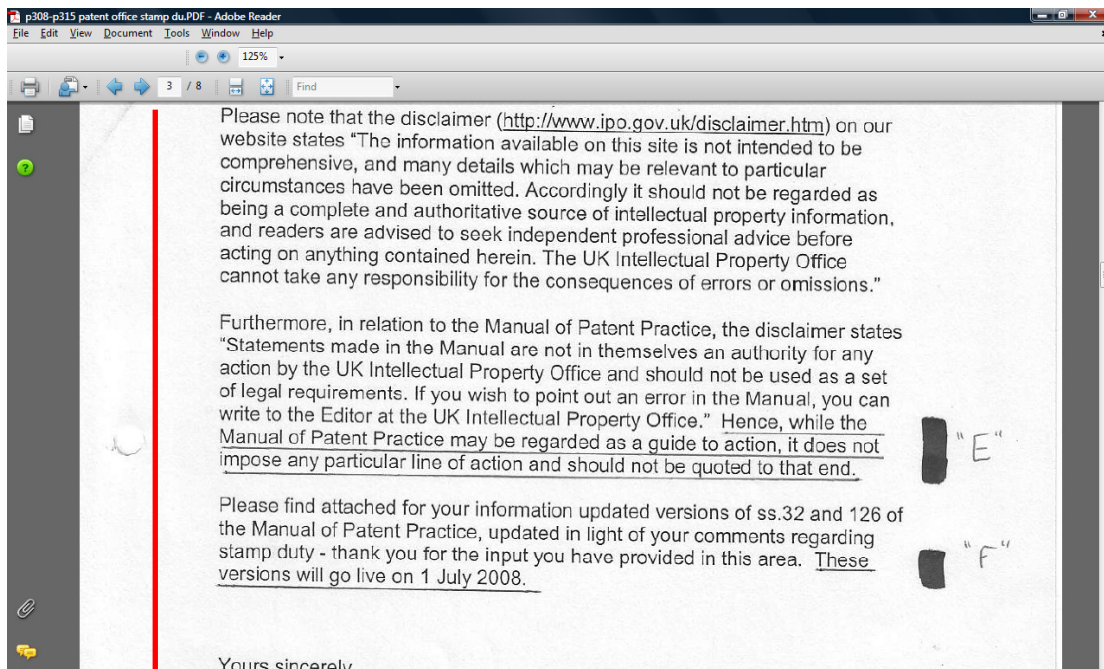 p308-p315 patent office stamp du.PDF - Adobe Reader
File Edit View Document Tools Window Help
125%
3 / 8 Find
Please note that the disclaimer (http://www.ipo.gov.uk/disclaimer.htm) on our
website states “The information available on this site is not intended to be
comprehensive, and many details which may be relevant to particular
circumstances have been omitted. Accordingly it should not be regarded as
being a complete and authoritative source of intellectual property information,
and readers are advised to seek independent professional advice before
acting on anything contained herein. The UK Intellectual Property Office
cannot take any responsibility for the consequences of errors or omissions.”
Furthermore, in relation to the Manual of Patent Practice, the disclaimer states
“Statements made in the Manual are not in themselves an authority for any
action by the UK Intellectual Property Office and should not be used as a set
of legal requirements. If you wish to point out an error in the Manual, you can
write to the Editor at the UK Intellectual Property Office.” Hence, while the
Manual of Patent Practice may be regarded as a guide to action, it does not
impose any particular line of action and should not be quoted to that end.
"E"
Please find attached for your information updated versions of ss.32 and 126 of
the Manual of Patent Practice, updated in light of your comments regarding
stamp duty - thank you for the input you have provided in this area. These
versions will go live on 1 July 2008.
"F"
Yours sincerely